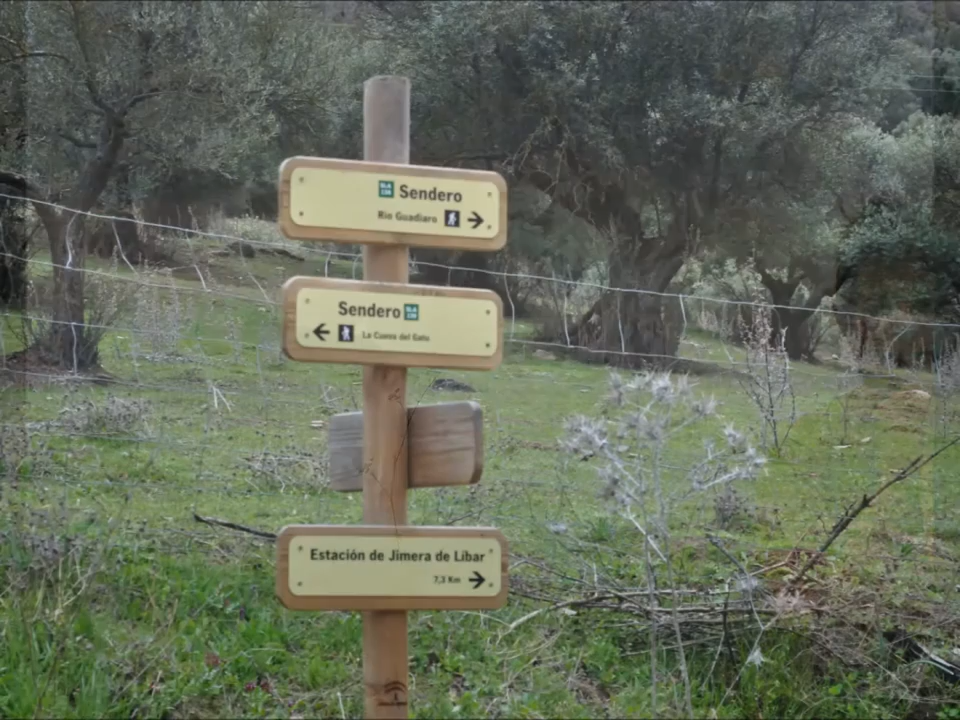 Sendero
Río Guadiaro
Sendero
La Cueva del Gato
Estación de Jimera de Líbar
7,3 Km